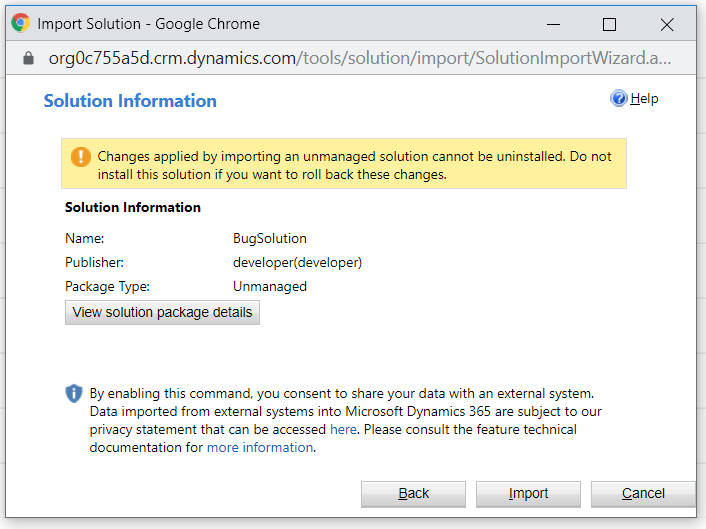 Import Solution - Google Chrome
org0c755a5d.crm.dynamics.com/tools/solution/import/SolutionImportWizard.a...
Solution Information
Help
Changes applied by importing an unmanaged solution cannot be uninstalled. Do not
install this solution if you want to roll back these changes.
Solution Information
Name: BugSolution
Publisher: developer(developer)
Package Type: Unmanaged
View solution package details
By enabling this command, you consent to share your data with an external system.
Data imported from external systems into Microsoft Dynamics 365 are subject to our
privacy statement that can be accessed here. Please consult the feature technical
documentation for more information.
Back Import Cancel